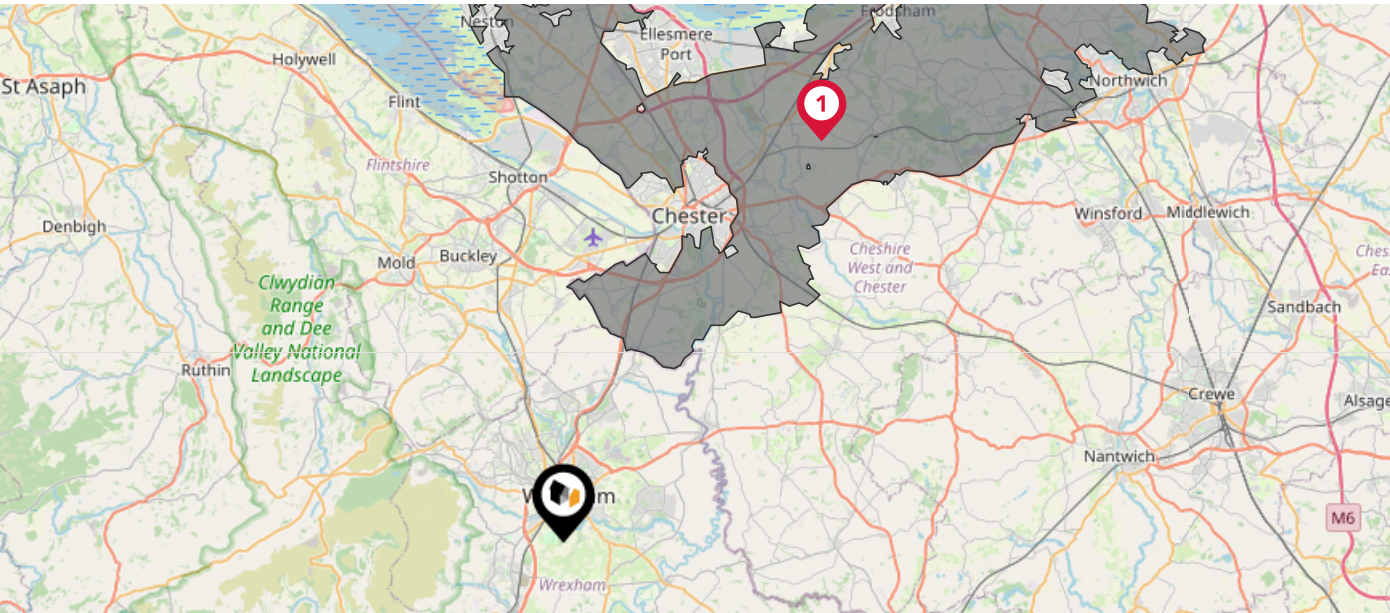 Neston
Frodsham
Ellesmere
Port
Holywell
St Asaph
Northwich
Flint
1
Flintshire
Shotton
Chester
Winsford
Middlewich
Denbigh
Cheshire
West and
Chester
Mold
Buckley
Clwydian
Range
and Dee
Valley National
Landscape
Sandbach
Ruthin
Crewe
Nantwich
M6
Wrexham